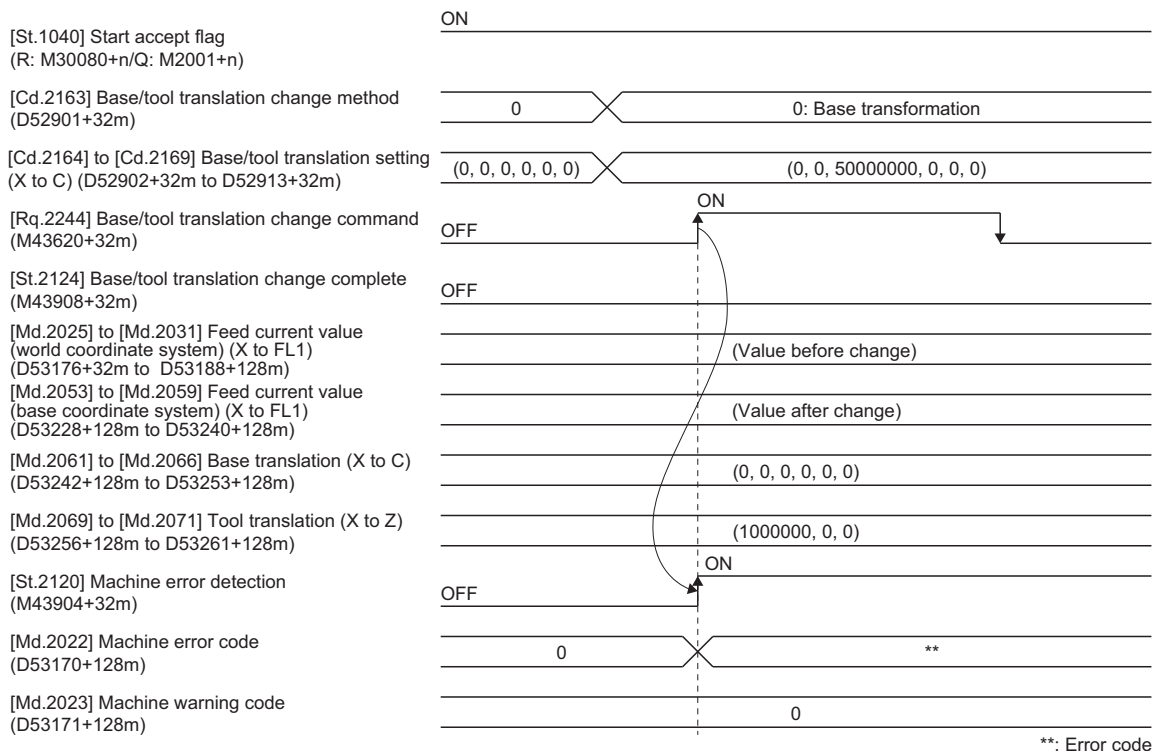 ON
[St.1040] Start accept flag
(R: M30080+n/Q: M2001+n)
[Cd.2163] Base/tool translation change method
(D52901+32m)
0
0: Base transformation
[Cd.2164] to [Cd.2169] Base/tool translation setting
(X to C) (D52902+32m to D52913+32m)
(0, 0, 0, 0, 0, 0)
(0, 0, 50000000, 0, 0, 0)
ON
[Rq.2244] Base/tool translation change command
(M43620+32m)
OFF
[St.2124] Base/tool translation change complete
(M43908+32m)
OFF
[Md.2025] to [Md.2031] Feed current value
(world coordinate system) (X to FL1)
(D53176+32m to D53188+128m)
(Value before change)
[Md.2053] to [Md.2059] Feed current value
(base coordinate system) (X to FL1)
(D53228+128m to D53240+128m)
(Value after change)
[Md.2061] to [Md.2066] Base translation (X to C)
(D53242+128m to D53253+128m)
(0, 0, 0, 0, 0, 0)
[Md.2069] to [Md.2071] Tool translation (X to Z)
(D53256+128m to D53261+128m)
(1000000, 0, 0)
ON
[St.2120] Machine error detection
(M43904+32m)
OFF
[Md.2022] Machine error code
(D53170+128m)
0
**
[Md.2023] Machine warning code
(D53171+128m)
0
**: Error code